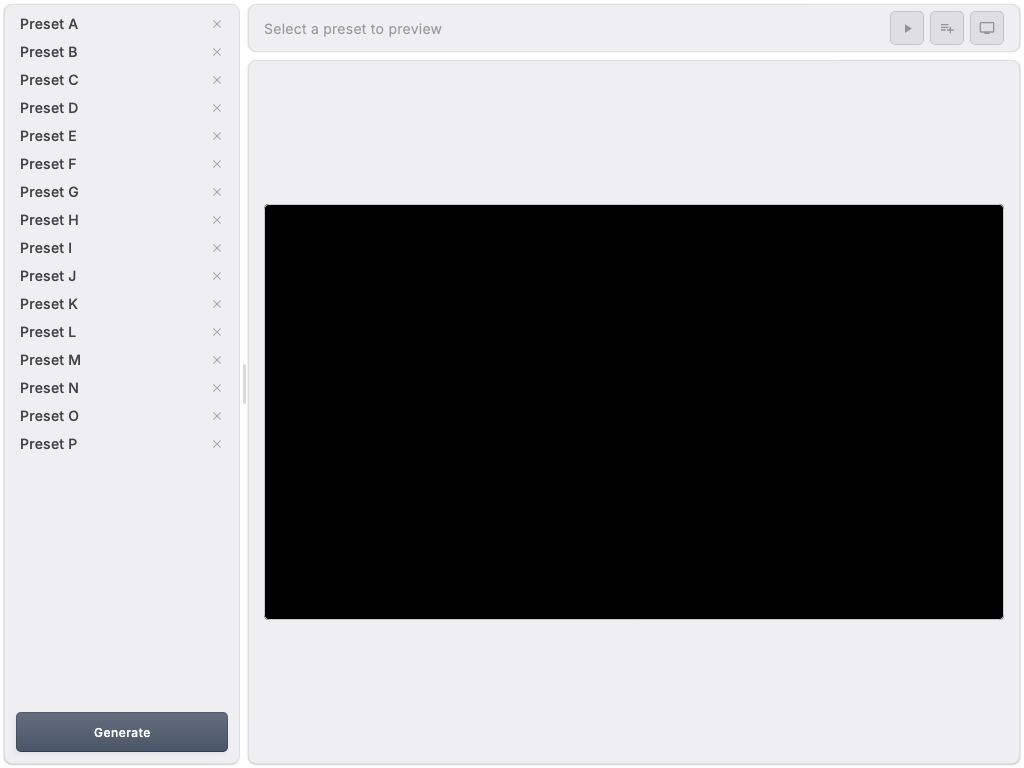 Preset A
Preset B
Preset C
Preset D
Preset E
Preset F
Preset G
Preset H
Preset I
Preset J
Preset K
Preset L
Preset M
Preset N
Preset O
Preset P
Generate
Select a preset to preview